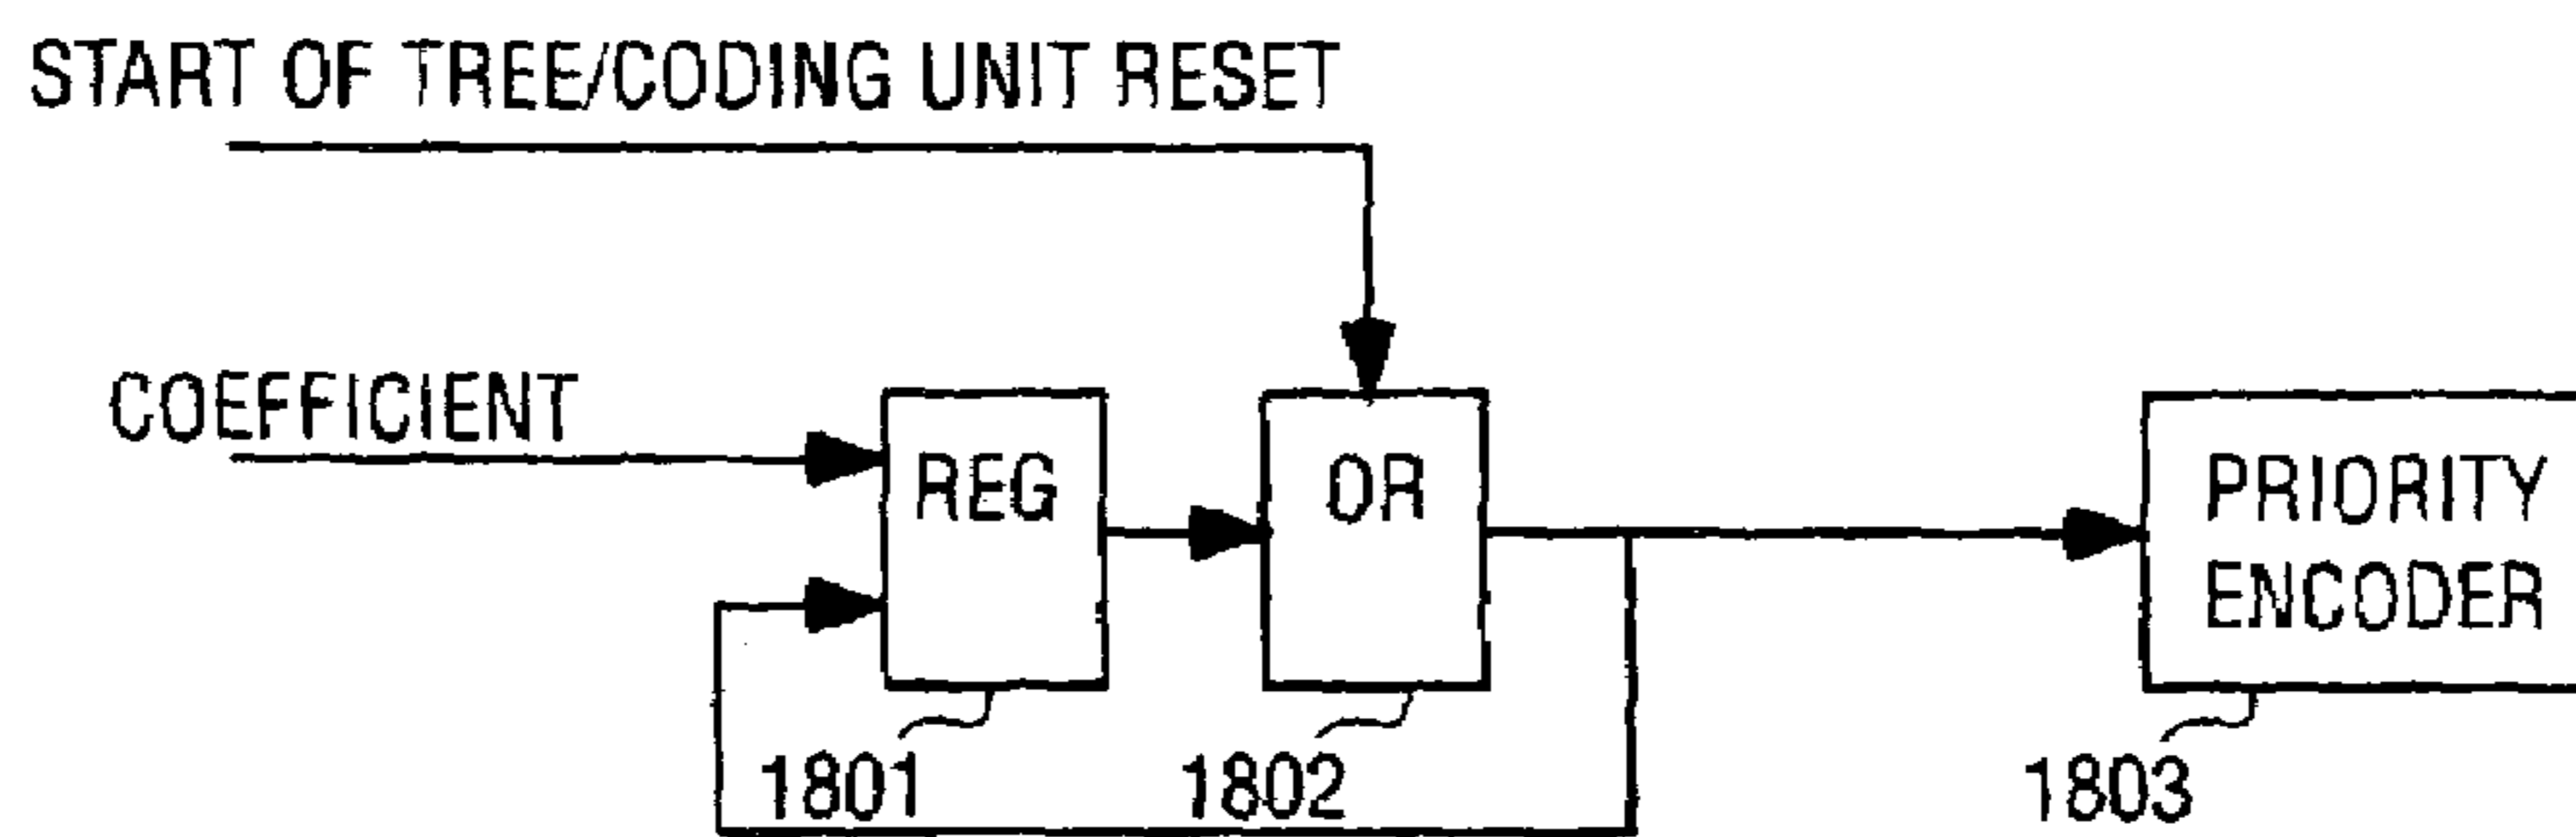 START OF TREE/CODING UNIT RESET
COEFFICIENT
REG
OR
PRIORITY
ENCODER
1801
1802
1803